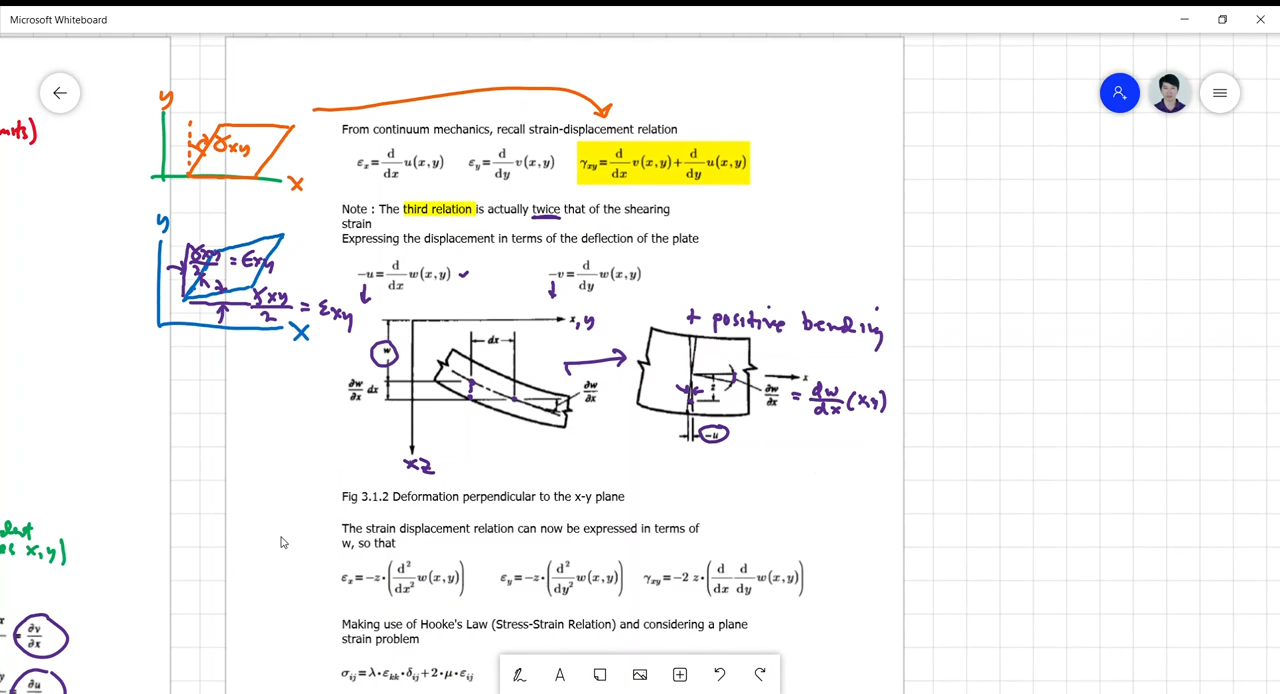 Microsoft Whiteboard
y
γxy
x
From continuum mechanics, recall strain-displacement relation
εx = d/dx u(x,y) εy = d/dy v(x,y) γxy = d/dx v(x,y) + d/dy u(x,y)
Note : The third relation is actually twice that of the shearing
strain
Expressing the displacement in terms of the deflection of the plate
-u = d/dx w(x,y) -v = d/dy w(x,y)
y
γxy/2 = εxy
γxy/2 = εxy
x
x, y
+ positive bending
dx
w
∂w/∂x dx
∂w/∂x
z
x
∂w/∂x = dw/dx (x,y)
-u
xz
Fig 3.1.2 Deformation perpendicular to the x-y plane
The strain displacement relation can now be expressed in terms of
w, so that
εx = -z·(d²/dx² w(x,y)) εy = -z·(d²/dy² w(x,y)) γxy = -2 z·(d/dx d/dy w(x,y))
Making use of Hooke's Law (Stress-Strain Relation) and considering a plane
strain problem
σij = λ·εkk·δij + 2·μ·εij
x, y)
= ∂v/∂x
∂u
A